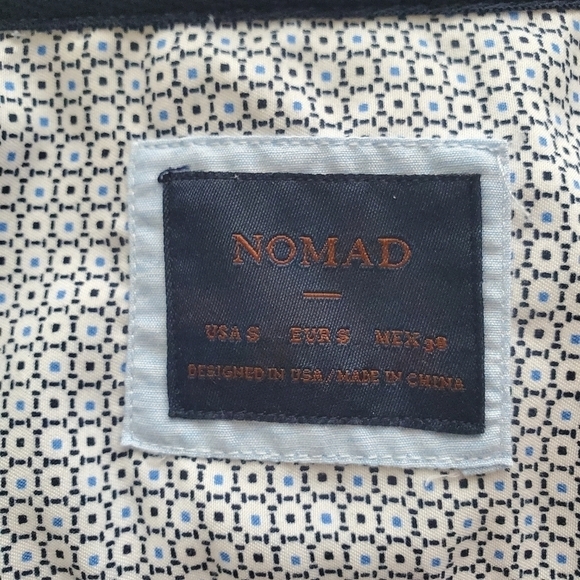 NOMAD
USA S EUR S MEX 38
DESIGNED IN USA / MADE IN CHINA